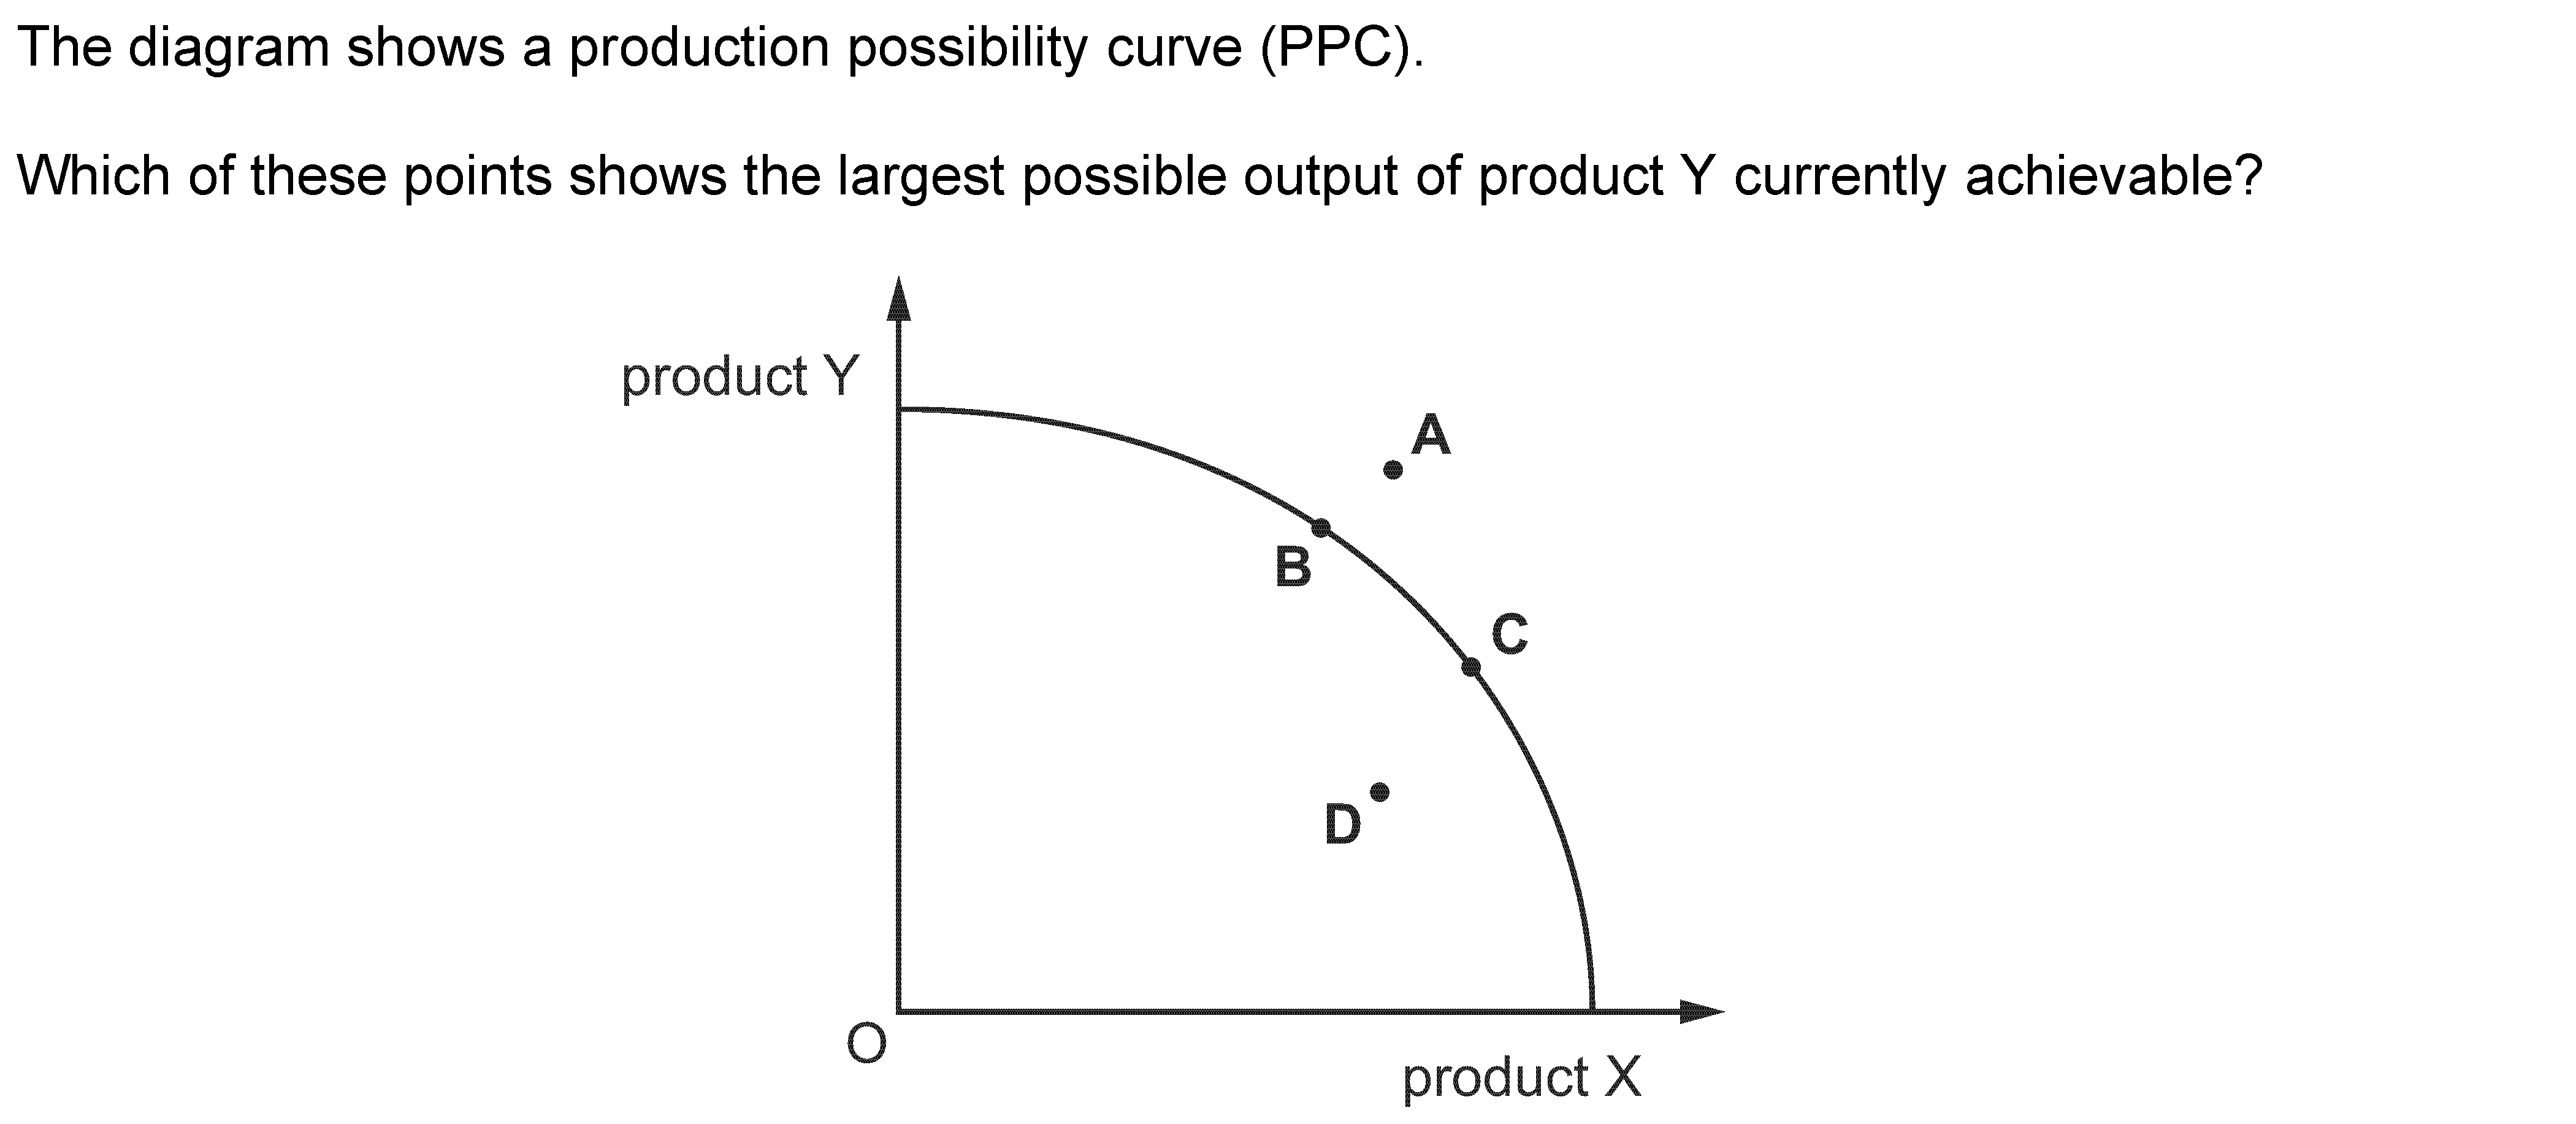 The diagram shows a production possibility curve (PPC).
Which of these points shows the largest possible output of product Y currently achievable?
product Y
A
B
C
D
O
product X